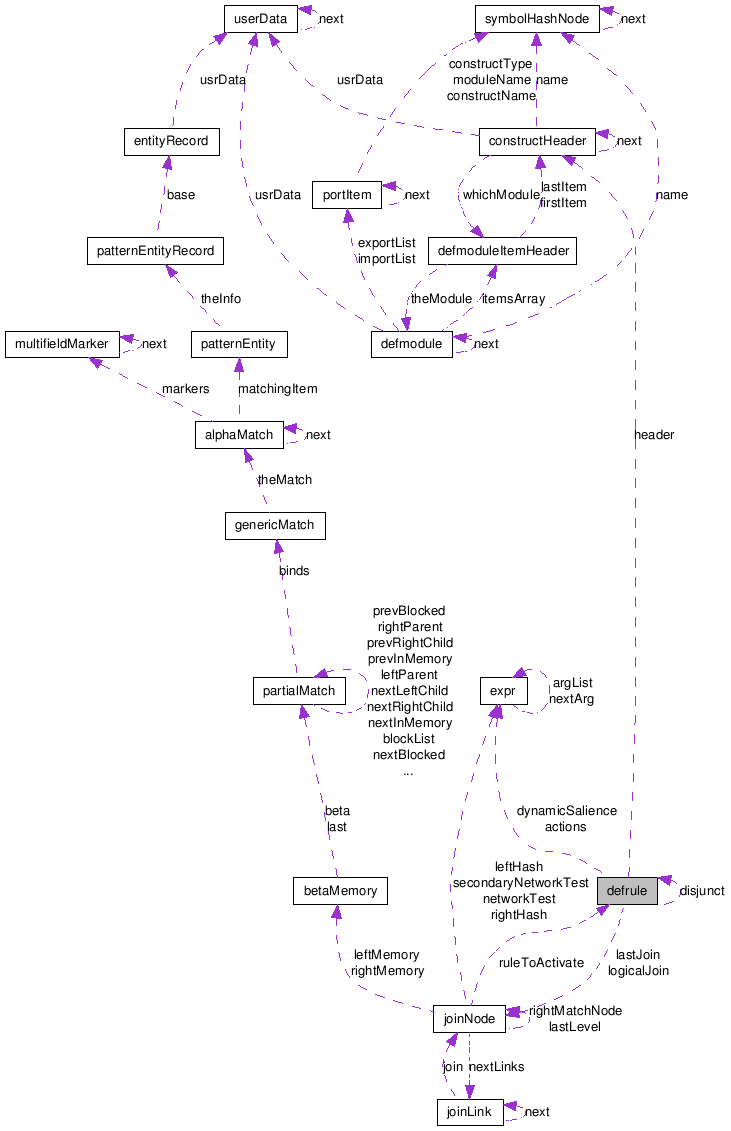 userData
next
symbolHashNode
next
constructType
moduleName name
constructName
usrData
usrData
entityRecord
constructHeader
next
base
usrData
portItem
next
whichModule
lastItem
firstItem
name
patternEntityRecord
exportList
importList
defmoduleItemHeader
theInfo
theModule
itemsArray
multifieldMarker
next
patternEntity
defmodule
next
markers
matchingItem
alphaMatch
next
header
theMatch
genericMatch
binds
prevBlocked
rightParent
prevRightChild
prevInMemory
leftParent
nextLeftChild
nextRightChild
nextInMemory
blockList
nextBlocked
...
partialMatch
expr
argList
nextArg
beta
last
dynamicSalience
actions
betaMemory
leftHash
secondaryNetworkTest
networkTest
rightHash
defrule
disjunct
leftMemory
rightMemory
ruleToActivate
lastJoin
logicalJoin
joinNode
rightMatchNode
lastLevel
join
nextLinks
joinLink
next